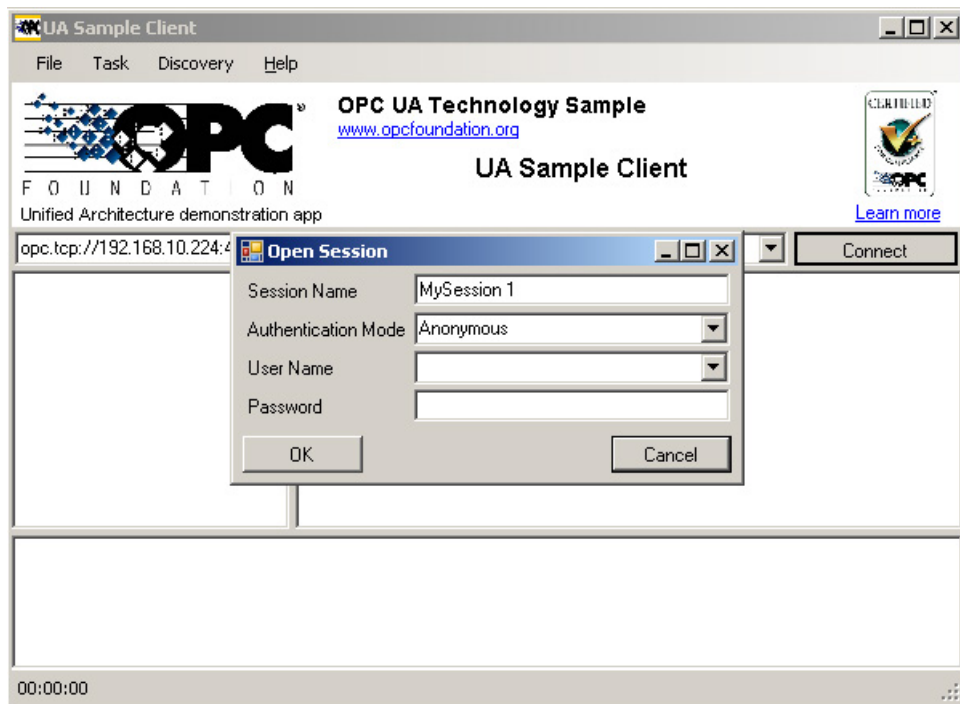 UA Sample Client
File Task Discovery Help
OPC
FOUNDATION
Unified Architecture demonstration app
OPC UA Technology Sample
www.opcfoundation.org
UA Sample Client
CERTIFIED
OPC
Learn more
opc.tcp://192.168.10.224:4
Connect
Open Session
Session Name MySession 1
Authentication Mode Anonymous
User Name
Password
OK Cancel
00:00:00